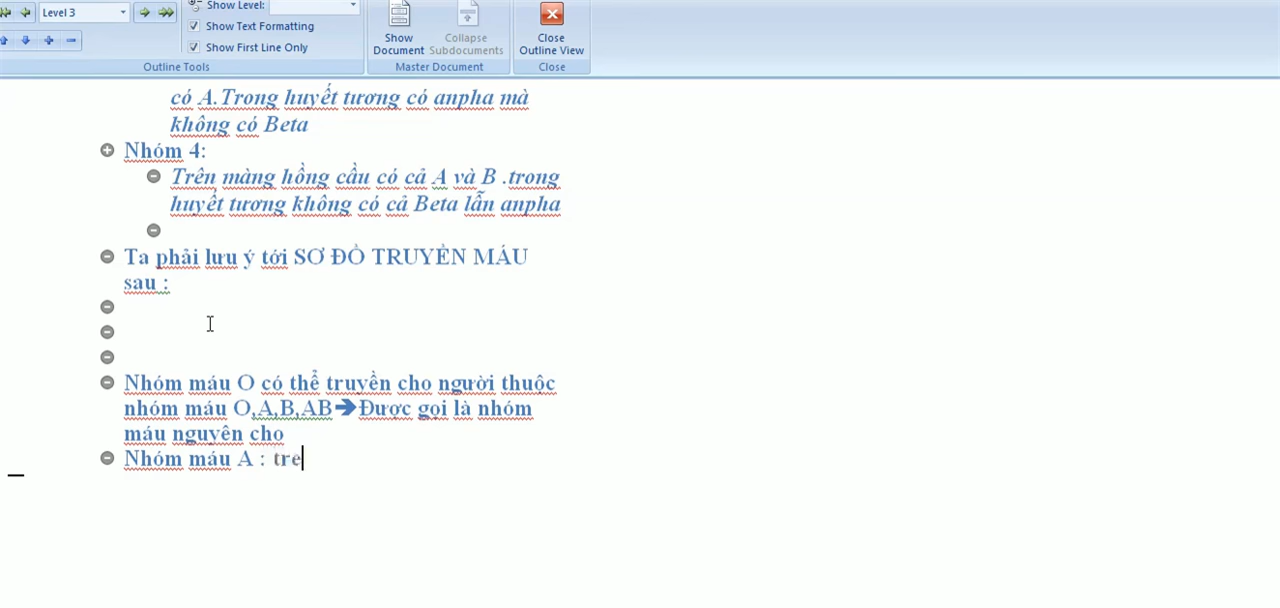 Level 3
Show Level:
Show Text Formatting
Show First Line Only
Outline Tools
Show Document
Collapse Subdocuments
Master Document
Close Outline View
Close
có A.Trong huyết tương có anpha mà
không có Beta
Nhóm 4:
Trên màng hồng cầu có cả A và B .trong
huyết tương không có cả Beta lẫn anpha
Ta phải lưu ý tới SƠ ĐỒ TRUYỀN MÁU
sau :
Nhóm máu O có thể truyền cho người thuộc
nhóm máu O,A,B,AB➔Được gọi là nhóm
máu nguyên cho
Nhóm máu A : tre